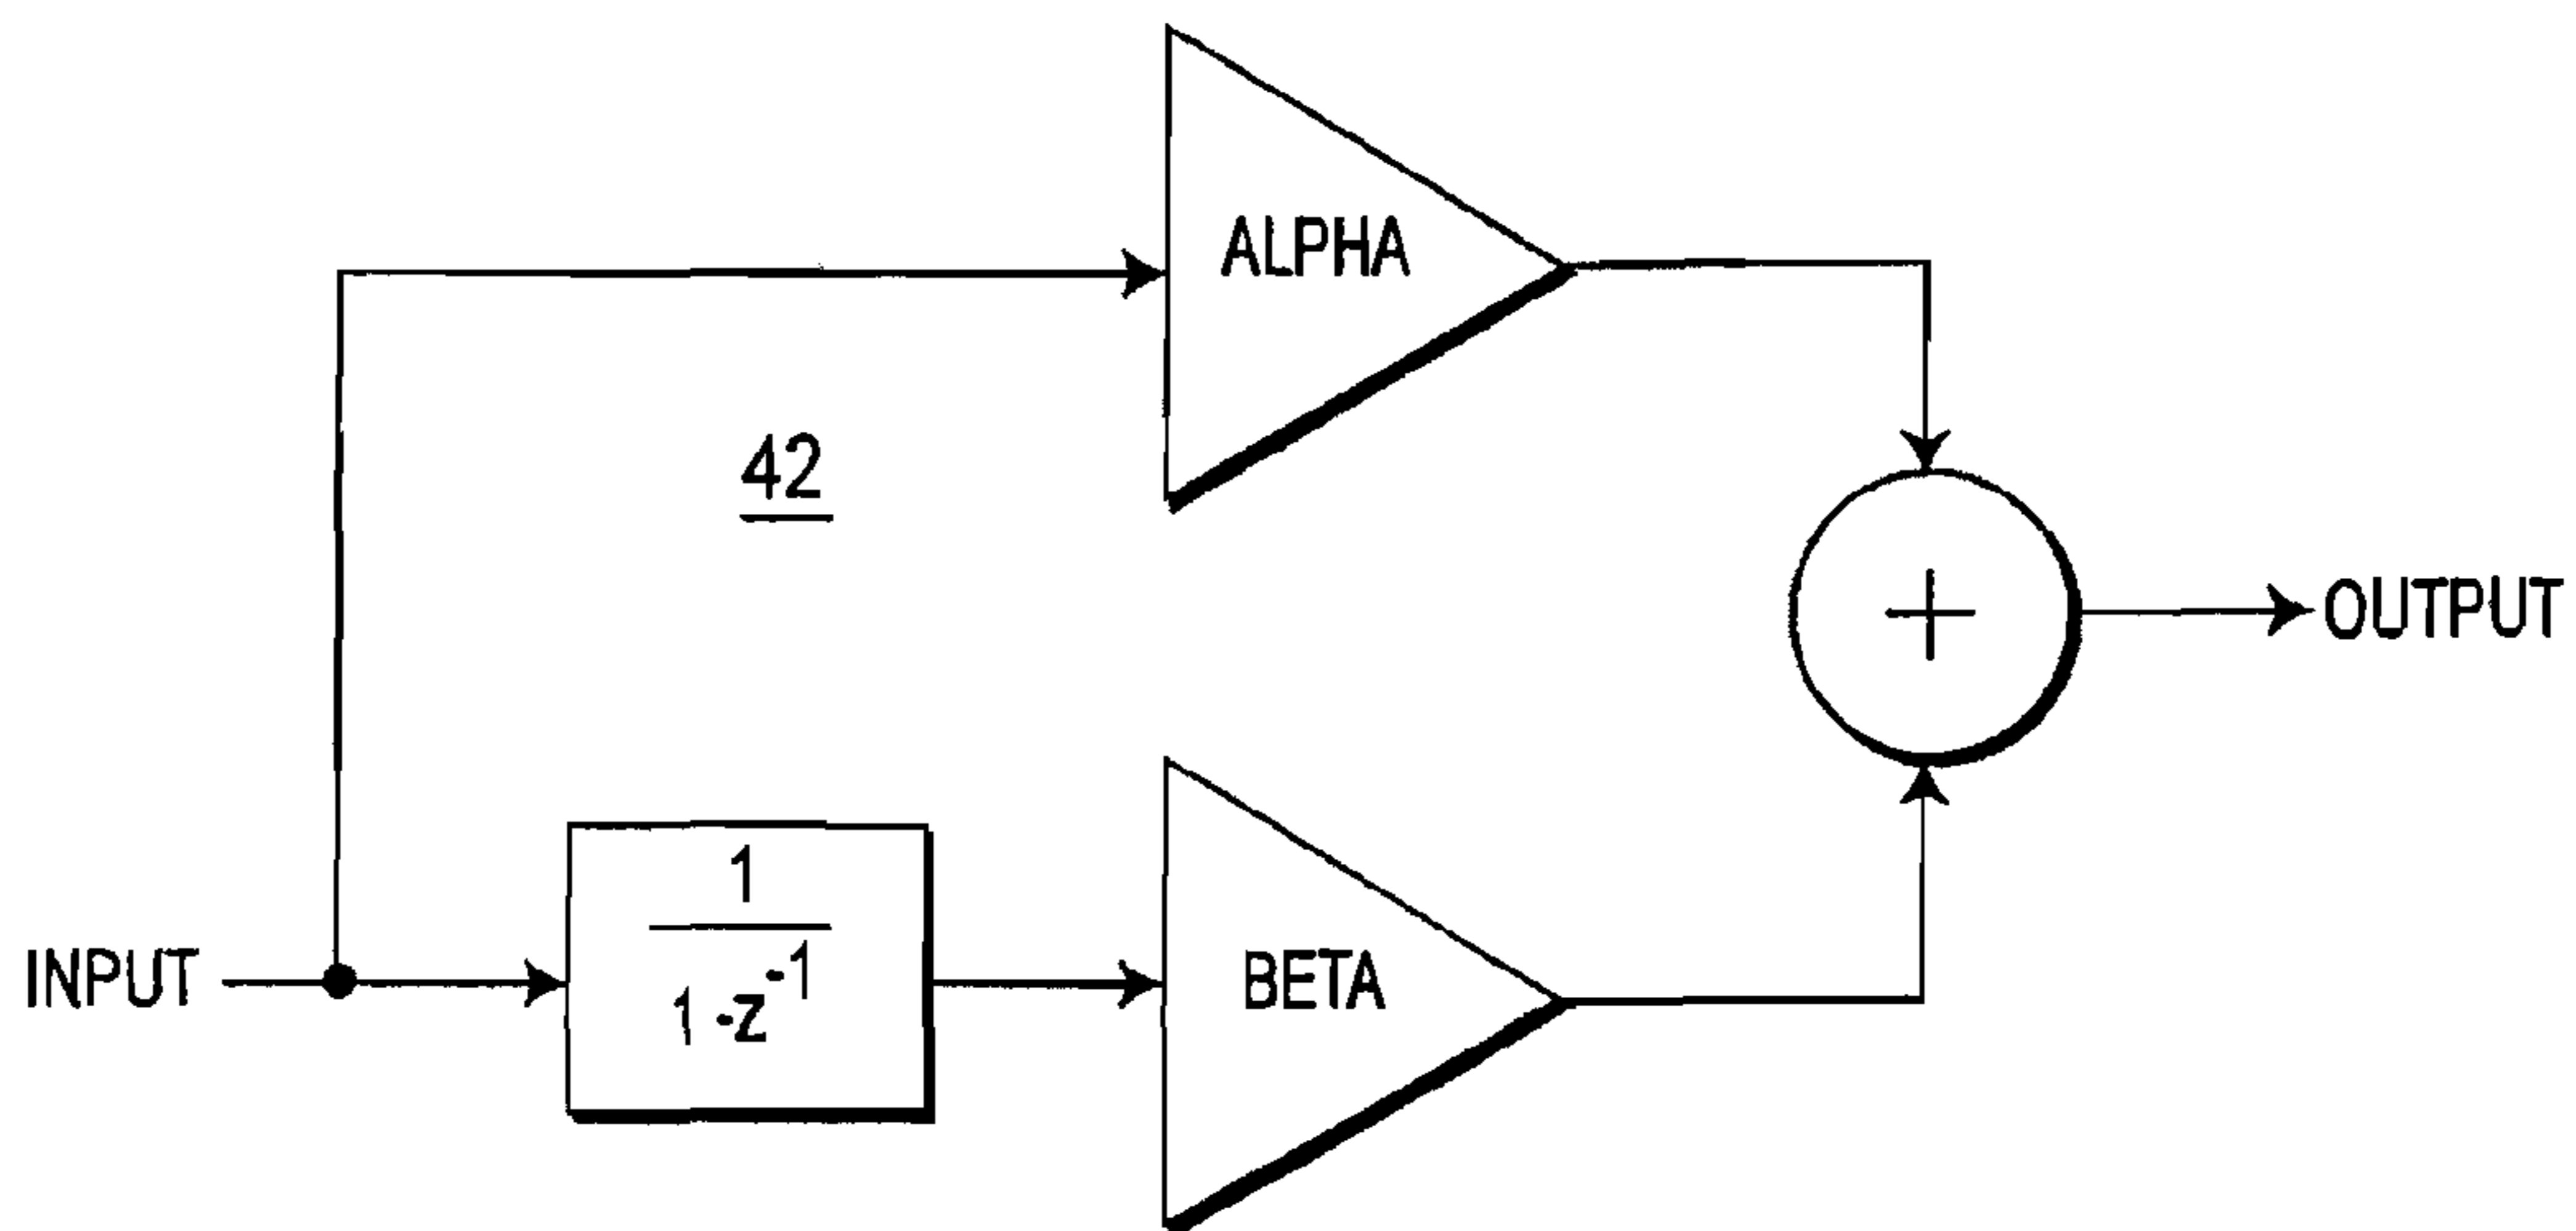 ALPHA
42
+
OUTPUT
INPUT
1
1-z⁻¹
BETA